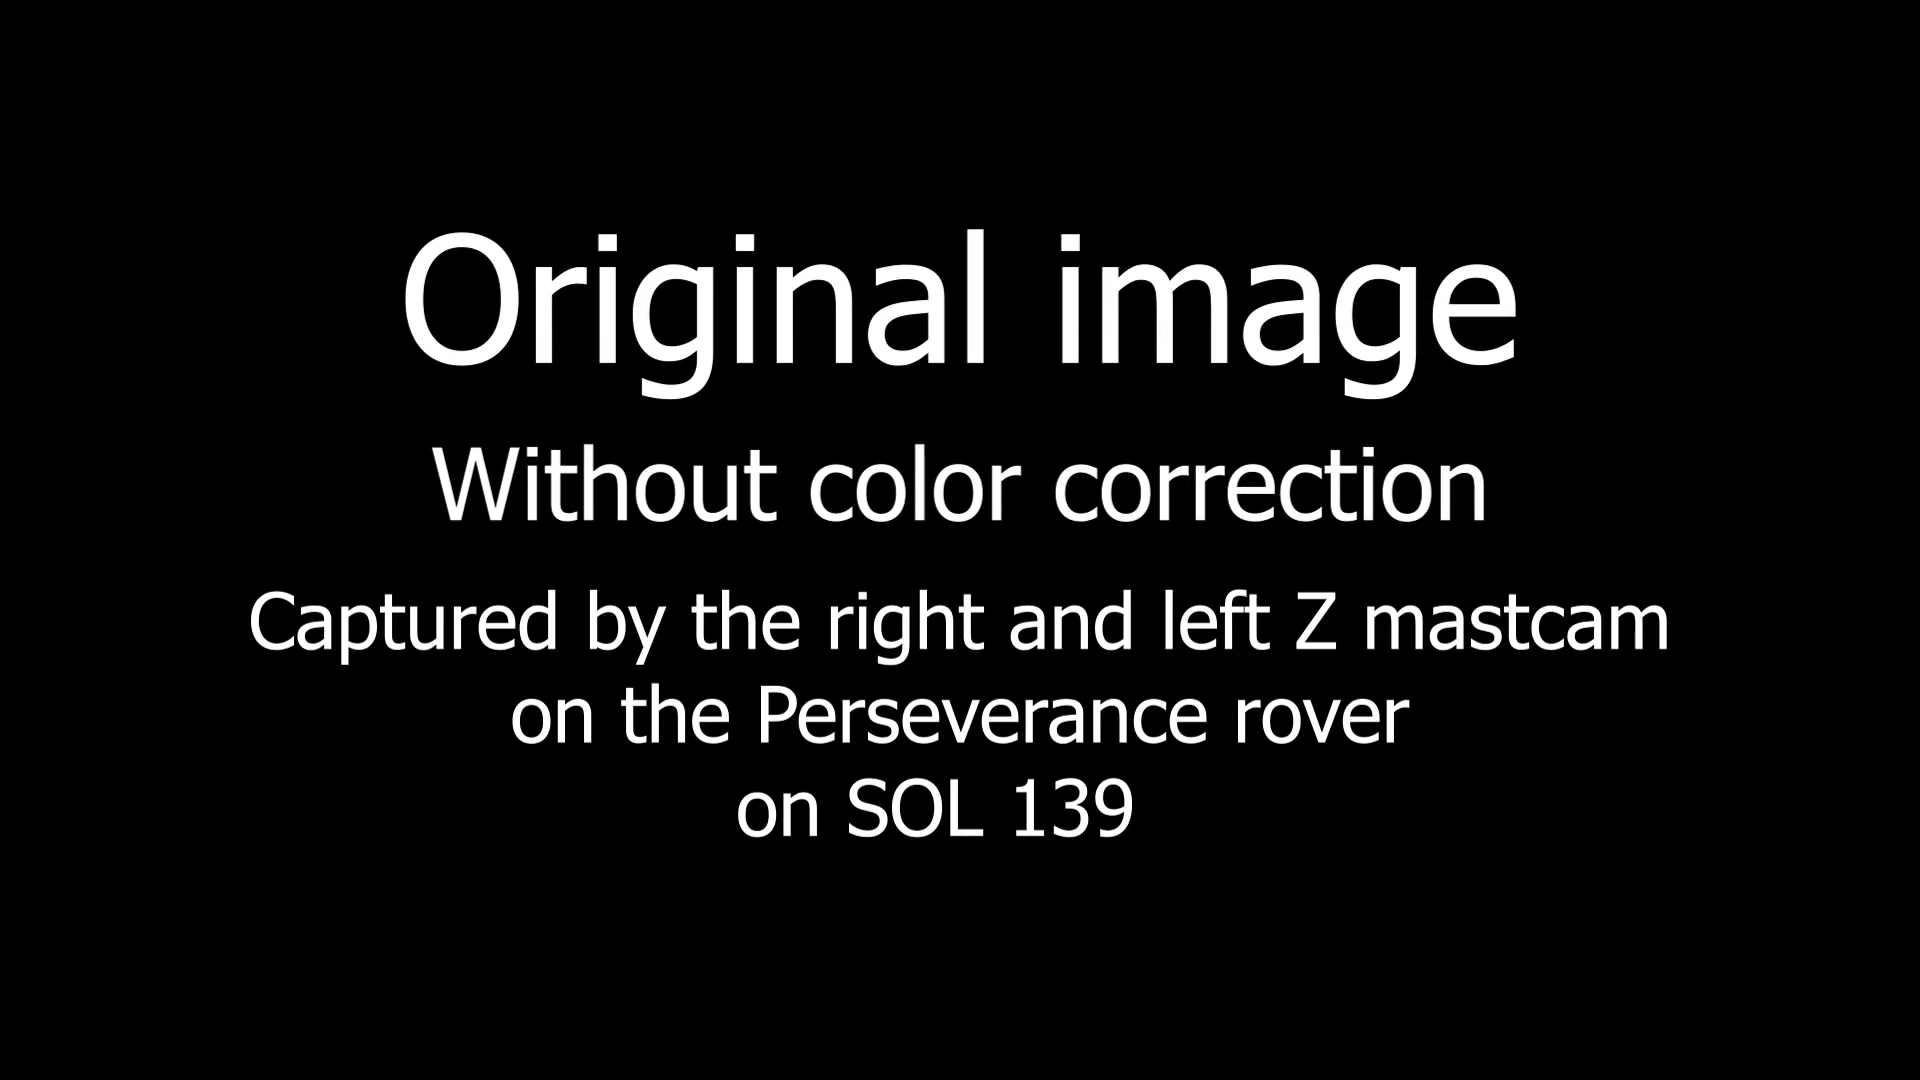 Original image
Without color correction
Captured by the right and left Z mastcam
on the Perseverance rover
on SOL 139